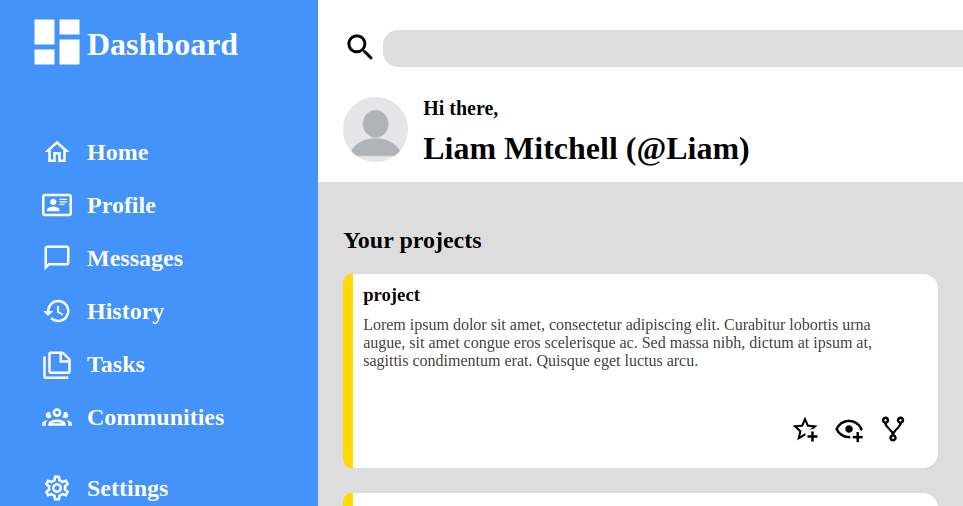 Dashboard
Home
Profile
Messages
History
Tasks
Communities
Settings
Hi there,
Liam Mitchell (@Liam)
Your projects
project
Lorem ipsum dolor sit amet, consectetur adipiscing elit. Curabitur lobortis urna
augue, sit amet congue eros scelerisque ac. Sed massa nibh, dictum at ipsum at,
sagittis condimentum erat. Quisque eget luctus arcu.